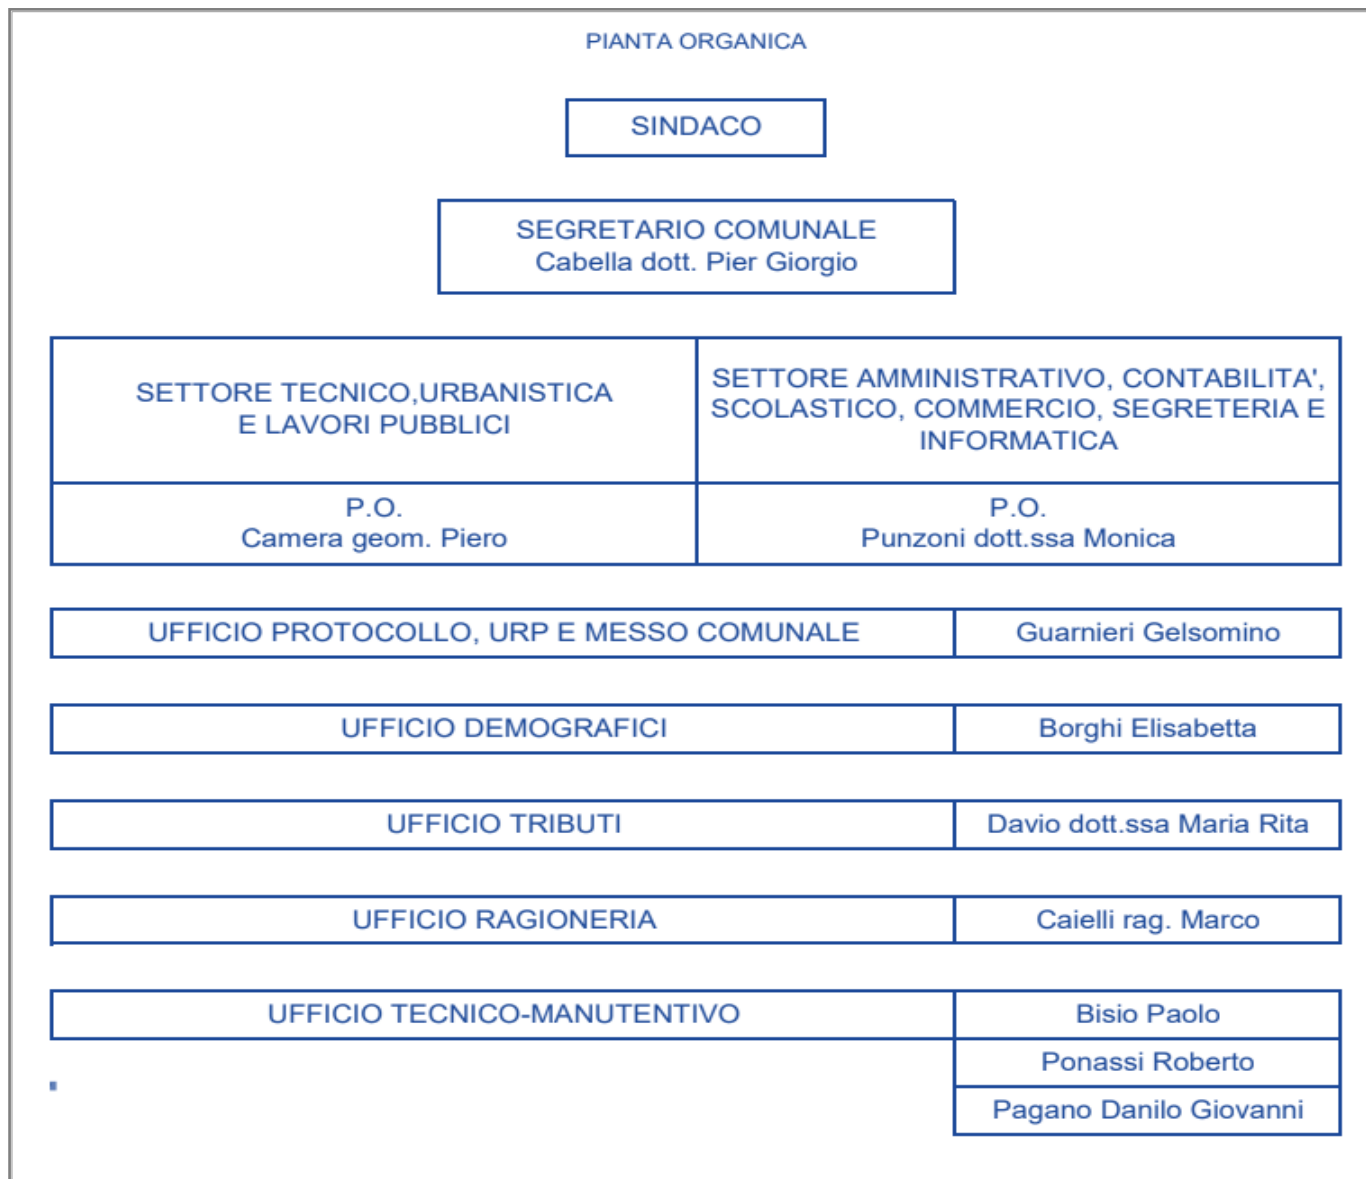 PIANTA ORGANICA
SINDACO
SEGRETARIO COMUNALE
Cabella dott. Pier Giorgio
SETTORE TECNICO,URBANISTICA
E LAVORI PUBBLICI
SETTORE AMMINISTRATIVO, CONTABILITA',
SCOLASTICO, COMMERCIO, SEGRETERIA E
INFORMATICA
P.O.
Camera geom. Piero
P.O.
Punzoni dott.ssa Monica
UFFICIO PROTOCOLLO, URP E MESSO COMUNALE
Guarnieri Gelsomino
UFFICIO DEMOGRAFICI
Borghi Elisabetta
UFFICIO TRIBUTI
Davio dott.ssa Maria Rita
UFFICIO RAGIONERIA
Caielli rag. Marco
UFFICIO TECNICO-MANUTENTIVO
Bisio Paolo
Ponassi Roberto
Pagano Danilo Giovanni